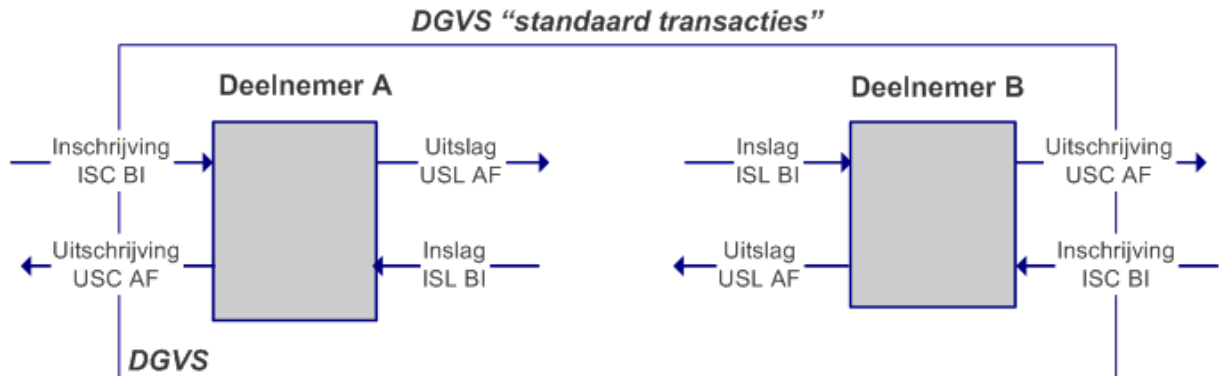 DGVS “standaard transacties”
Deelnemer A
Deelnemer B
Inschrijving
ISC BI
Uitslag
USL AF
Inslag
ISL BI
Uitschrijving
USC AF
Uitschrijving
USC AF
Inslag
ISL BI
Uitslag
USL AF
Inschrijving
ISC BI
DGVS